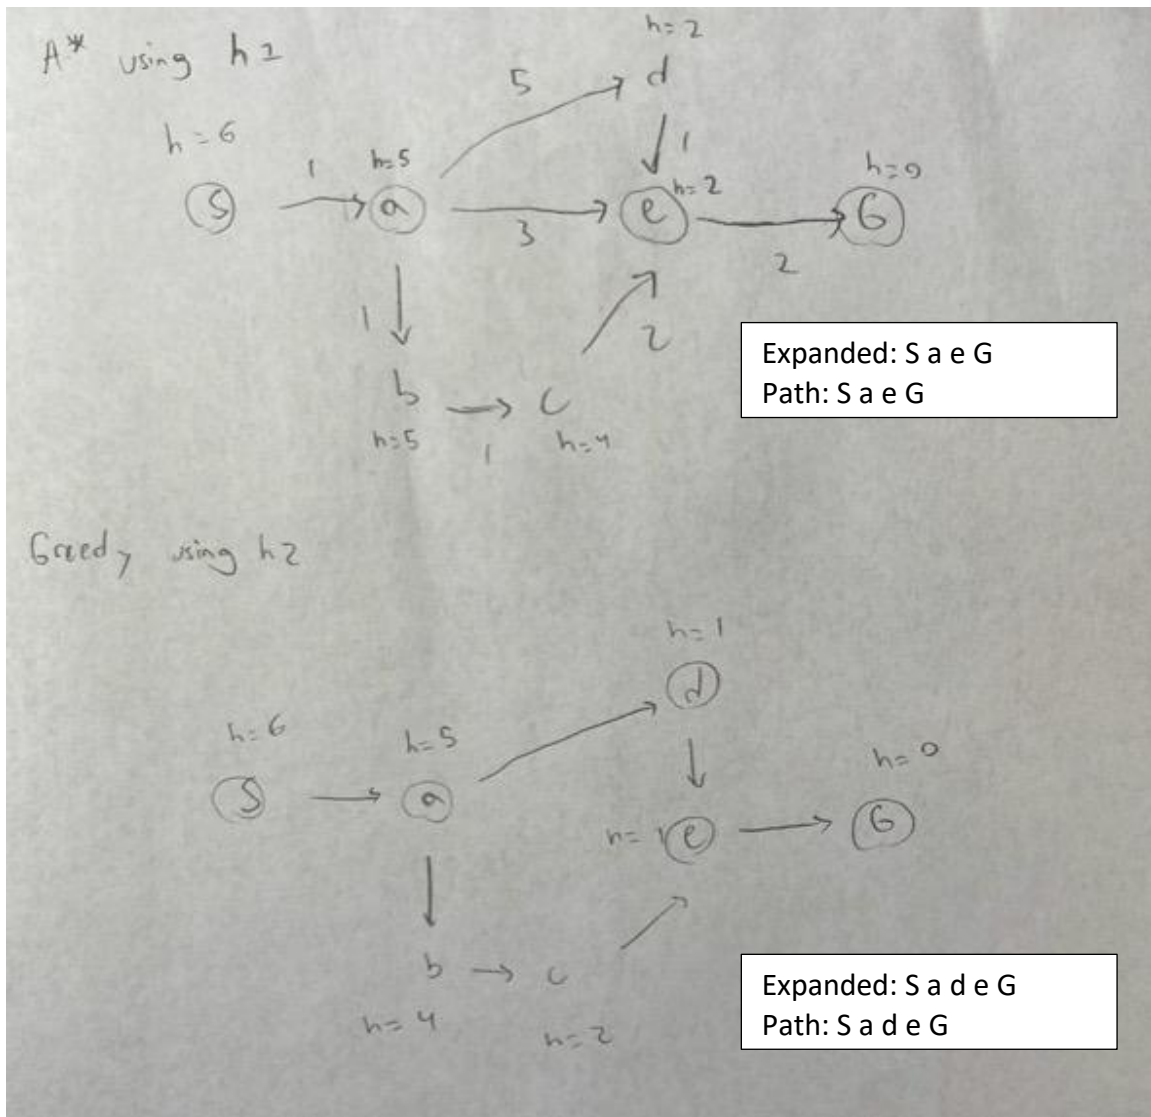 A* using h1
h=2
d
5
h=6
1
h=5
1
h=0
S
a
e
h=2
G
3
2
1
2
b
c
h=5
1
h=4
Expanded: S a e G
Path: S a e G
Greedy using h2
h=1
d
h=6
h=5
h=0
S
a
h=1
e
G
b
c
h=4
h=2
Expanded: S a d e G
Path: S a d e G